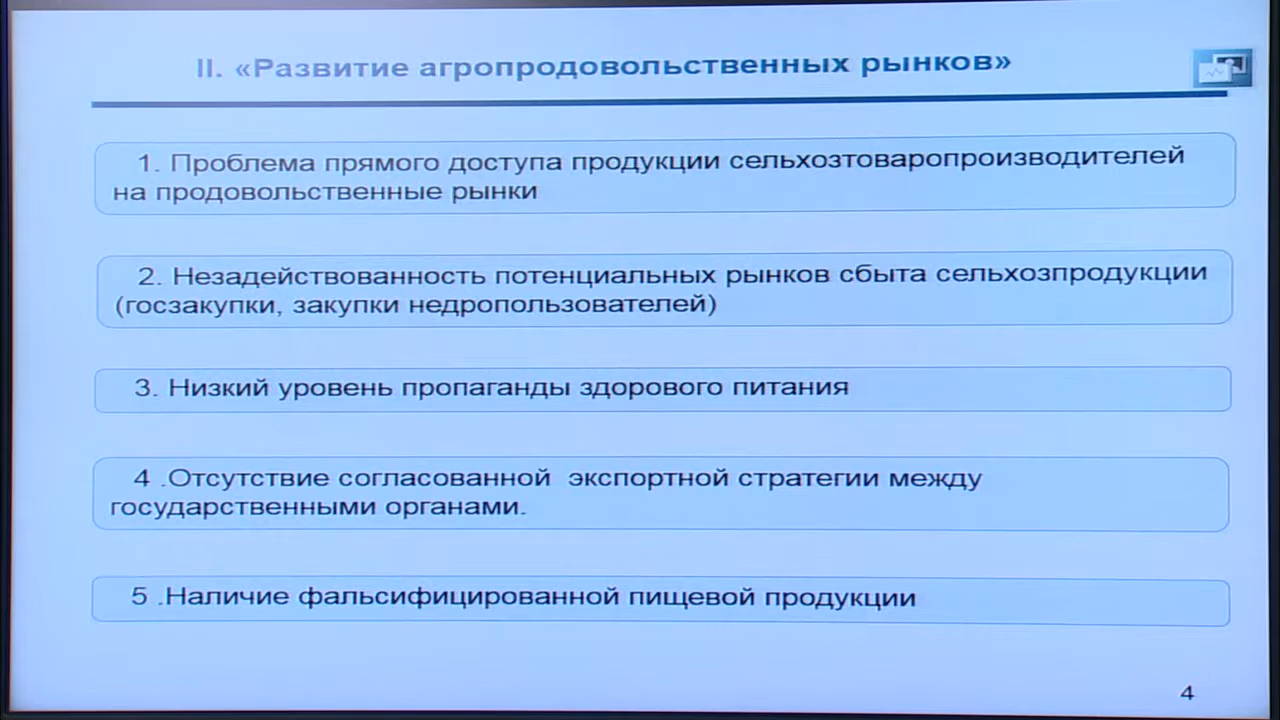 II. «Развитие агропродовольственных рынков»
1. Проблема прямого доступа продукции сельхозтоваропроизводителей
на продовольственные рынки
2. Незадействованность потенциальных рынков сбыта сельхозпродукции
(госзакупки, закупки недропользователей)
3. Низкий уровень пропаганды здорового питания
4 .Отсутствие согласованной  экспортной стратегии между
государственными органами.
5 .Наличие фальсифицированной пищевой продукции
4